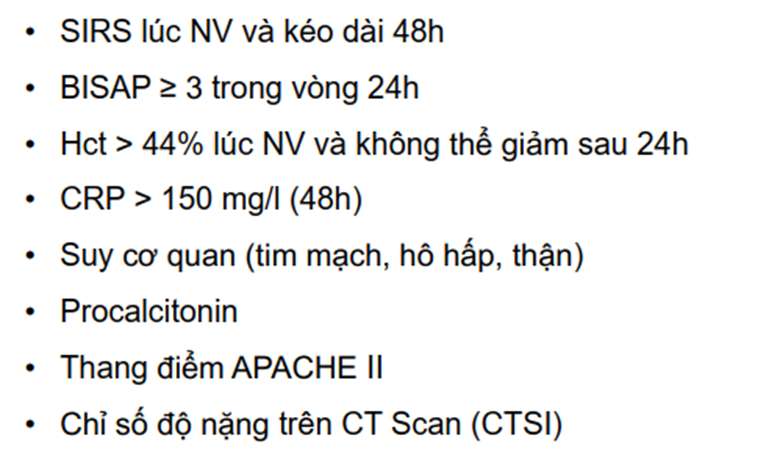 • SIRS lúc NV và kéo dài 48h
• BISAP ≥ 3 trong vòng 24h
• Hct > 44% lúc NV và không thể giảm sau 24h
• CRP > 150 mg/l (48h)
• Suy cơ quan (tim mạch, hô hấp, thận)
• Procalcitonin
• Thang điểm APACHE II
• Chỉ số độ nặng trên CT Scan (CTSI)